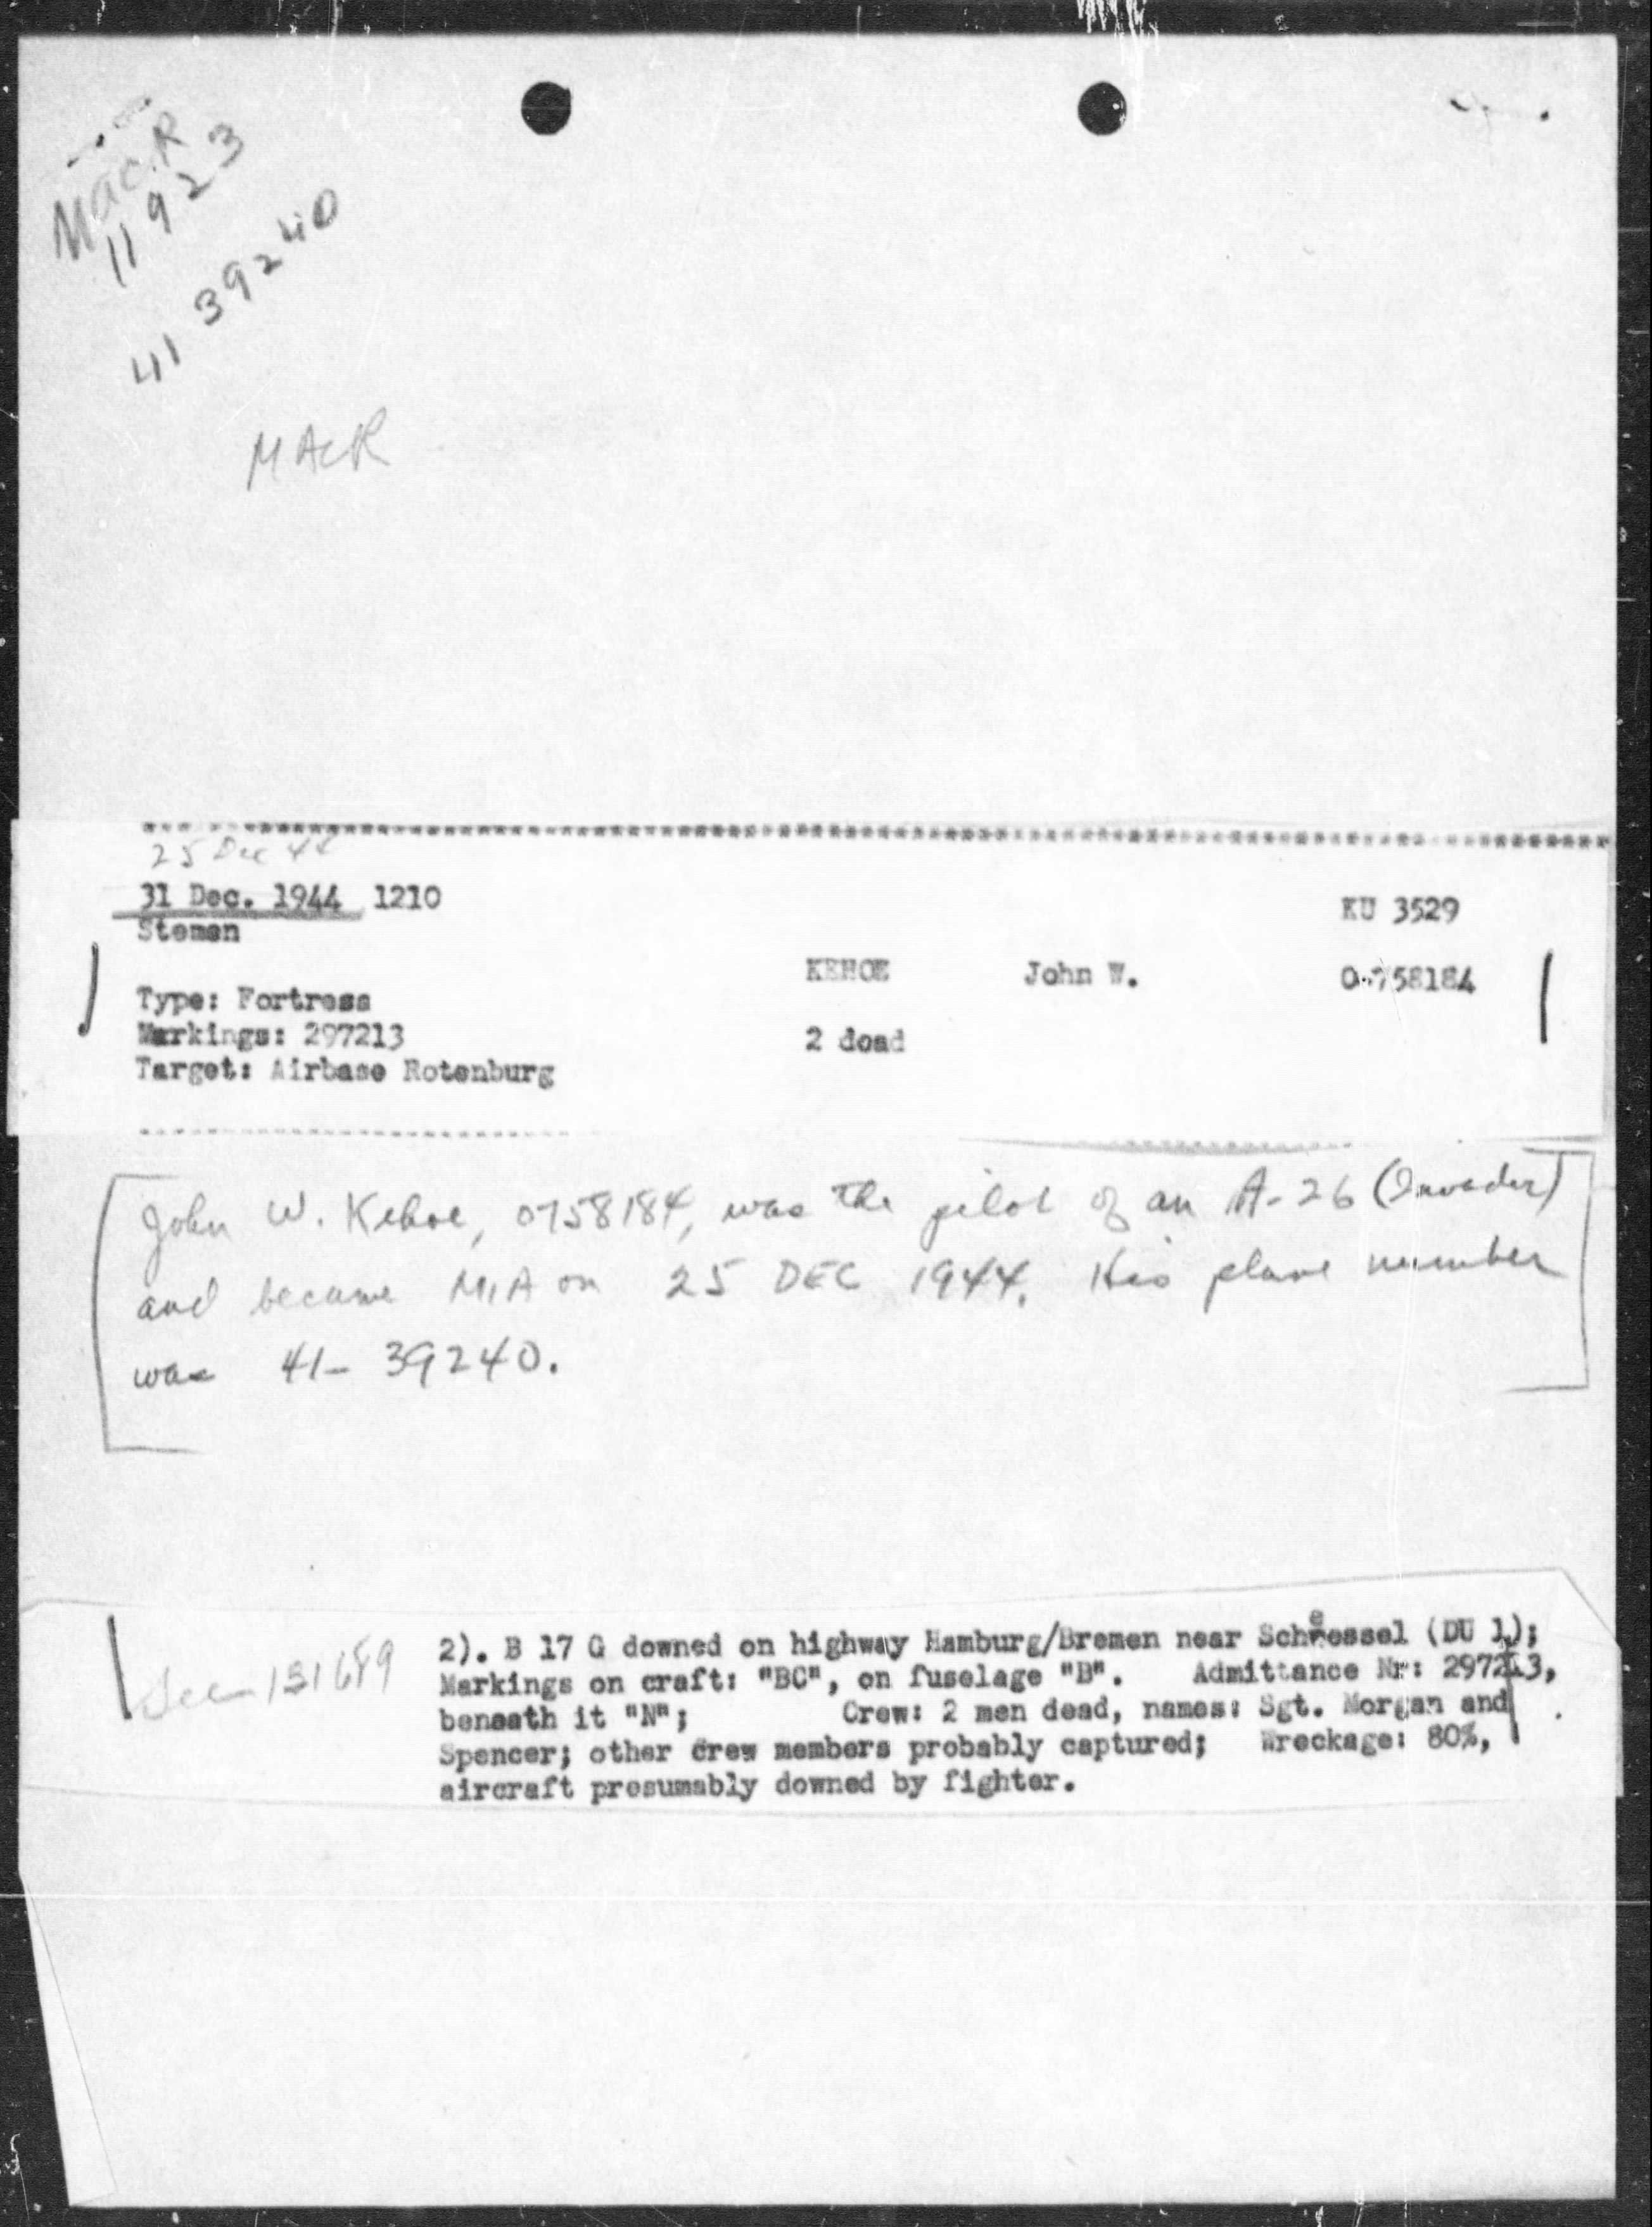 MACR
11923
41 39240
MACR
25 Dec 44
31 Dec. 1944 1210
KU 3529
Stemen
KEHOE John W. O-758184
Type: Fortress
Markings: 297213
2 dead
Target: Airbase Rotenburg
John W. Kehoe, 0758184, was the pilot of an A-26 (Invader)
and became MIA on 25 DEC 1944. His plane number
was 41-39240.
2). B 17 G downed on highway Hamburg/Bremen near Scheessel (DU 1);
Markings on craft: "BC", on fuselage "B". Admittance Nr: 297213,
beneath it "N"; Crew: 2 men dead, names: Sgt. Morgan and
Spencer; other crew members probably captured; Wreckage: 80%,
aircraft presumably downed by fighter.